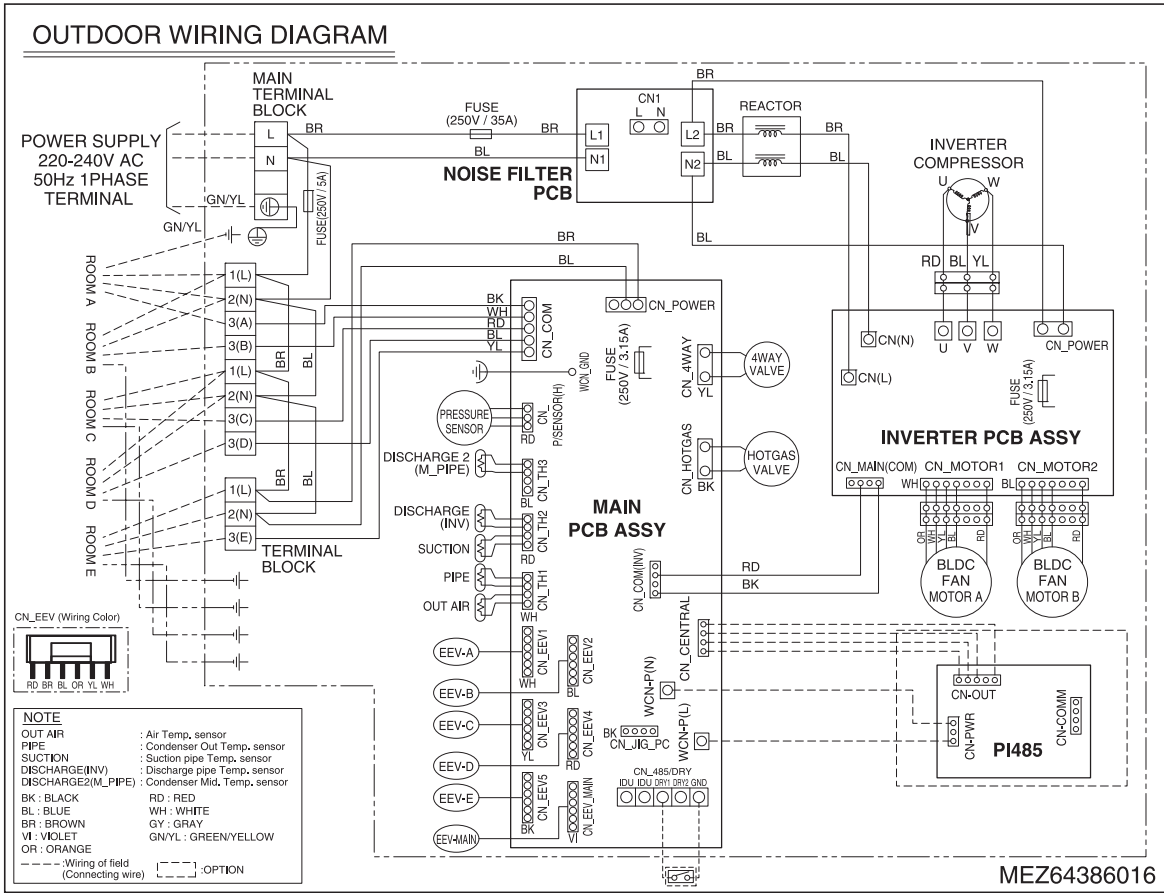 OUTDOOR WIRING DIAGRAM
MAIN
TERMINAL
BLOCK
POWER SUPPLY
220-240V AC
50Hz 1PHASE
TERMINAL
L
N
GN/YL
GN/YL
BR
BL
FUSE
(250V / 35A)
BR
FUSE(250V / 5A)
NOISE FILTER
PCB
CN1
L N
L1
N1
L2
N2
BR
BR
BL
REACTOR
BR
BL
BL
INVERTER
COMPRESSOR
U
W
V
RD BL YL
U V W
CN_POWER
CN(N)
CN(L)
FUSE
(250V / 3.15A)
INVERTER PCB ASSY
CN_MAIN(COM)
CN_MOTOR1
CN_MOTOR2
WH
BL
OR WH YL BL RD
OR WH YL BL RD
BLDC
FAN
MOTOR A
BLDC
FAN
MOTOR B
ROOM A
ROOM B
ROOM C
ROOM D
ROOM E
1(L)
2(N)
3(A)
3(B)
1(L)
2(N)
3(C)
3(D)
1(L)
2(N)
3(E)
BR
BL
BR
BL
TERMINAL
BLOCK
BR
BL
BK
WH
RD
BL
YL
CN_COM
CN_POWER
WCN_GND
FUSE
(250V / 3.15A)
CN_4WAY
YL
4WAY
VALVE
CN_HOTGAS
BK
HOTGAS
VALVE
PRESSURE
SENSOR
CN_
P/SENSOR(H)
RD
DISCHARGE 2
(M_PIPE)
CN_TH3
BL
DISCHARGE
(INV)
SUCTION
CN_TH2
RD
PIPE
OUT AIR
CN_TH1
WH
MAIN
PCB ASSY
CN_COM(INV)
RD
BK
CN_CENTRAL
EEV-A
CN_EEV1
WH
EEV-B
CN_EEV2
BL
EEV-C
CN_EEV3
YL
EEV-D
CN_EEV4
RD
EEV-E
CN_EEV5
BK
EEV-MAIN
CN_EEV_MAIN
VI
WCN-P(N)
WCN-P(L)
BK
CN_JIG_PC
CN_485/DRY
IDU IDU DRY1 DRY2 GND
CN-OUT
CN-PWR
CN-COMM
PI485
CN_EEV (Wiring Color)
RD BR BL OR YL WH
NOTE
OUT AIR : Air Temp. sensor
PIPE : Condenser Out Temp. sensor
SUCTION : Suction pipe Temp. sensor
DISCHARGE(INV) : Discharge pipe Temp. sensor
DISCHARGE2(M_PIPE) : Condenser Mid. Temp. sensor
BK : BLACK RD : RED
BL : BLUE WH : WHITE
BR : BROWN GY : GRAY
VI : VIOLET GN/YL : GREEN/YELLOW
OR : ORANGE
:Wiring of field
(Connecting wire)
:OPTION
MEZ64386016